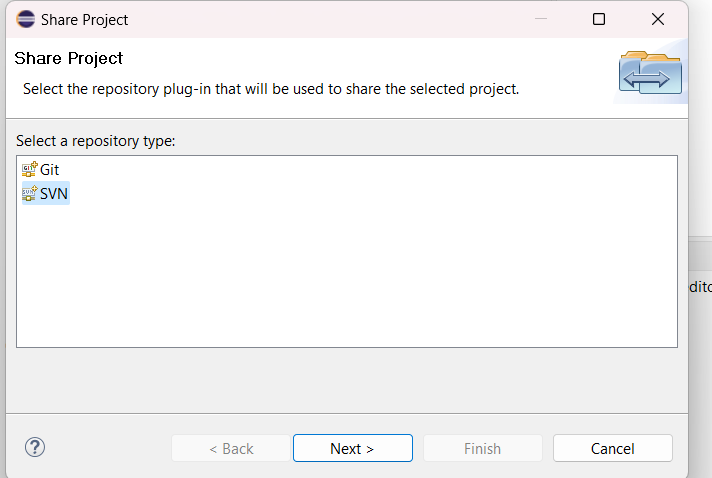 Share Project
Share Project
Select the repository plug-in that will be used to share the selected project.
Select a repository type:
Git
SVN
< Back
Next >
Finish
Cancel